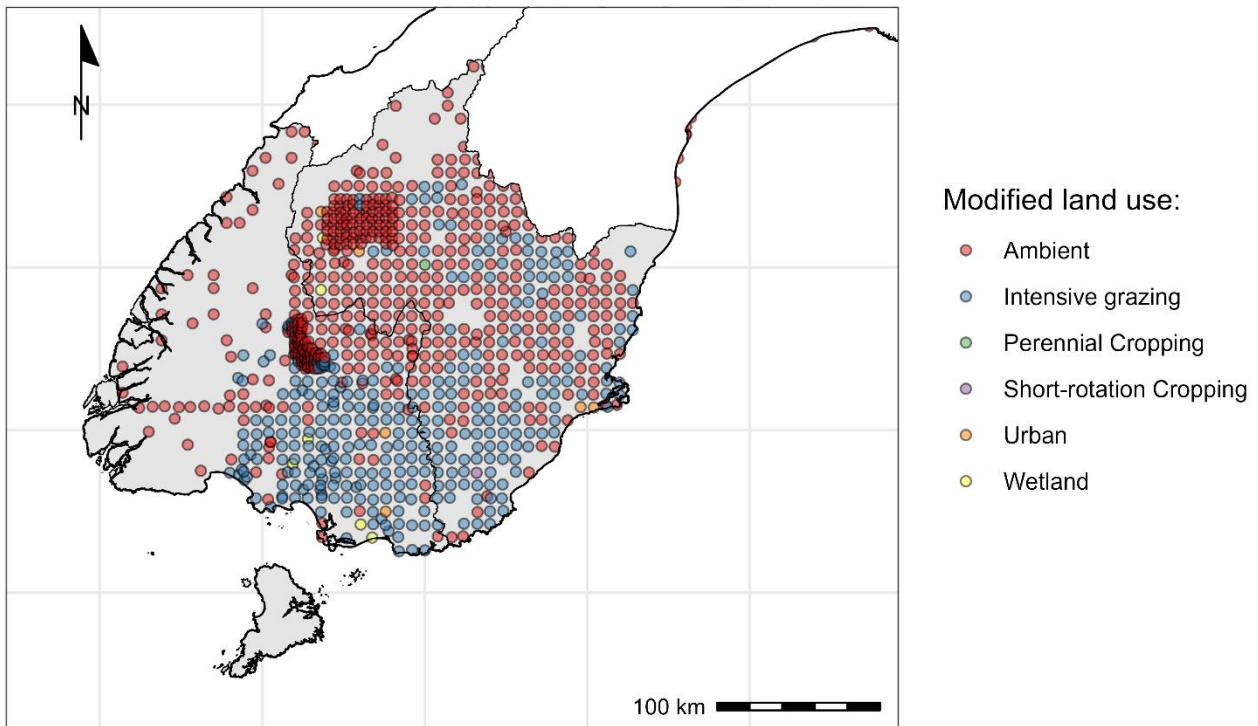 N
Modified land use:
Ambient
Intensive grazing
Perennial Cropping
Short-rotation Cropping
Urban
Wetland
100 km